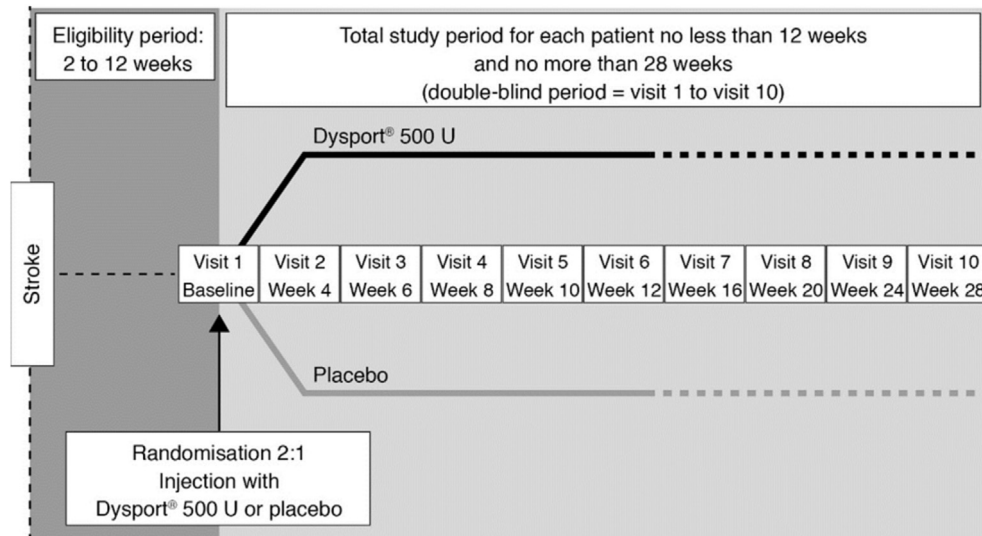 Eligibility period:
2 to 12 weeks
Total study period for each patient no less than 12 weeks
and no more than 28 weeks
(double-blind period = visit 1 to visit 10)
Dysport® 500 U
Stroke
Visit 1
Baseline
Visit 2
Week 4
Visit 3
Week 6
Visit 4
Week 8
Visit 5
Week 10
Visit 6
Week 12
Visit 7
Week 16
Visit 8
Week 20
Visit 9
Week 24
Visit 10
Week 28
Placebo
Randomisation 2:1
Injection with
Dysport® 500 U or placebo